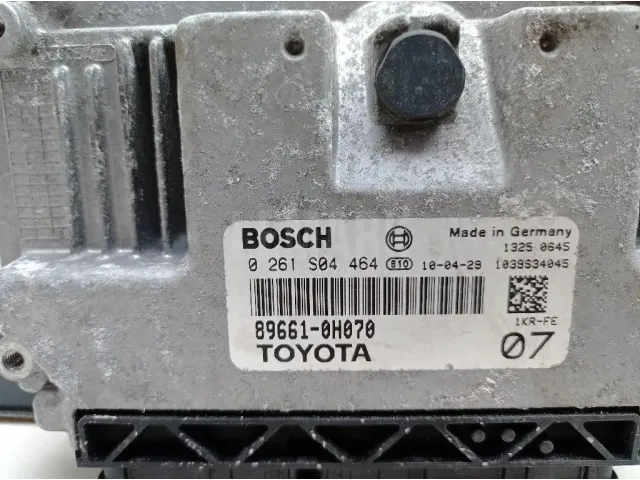 BOSCH
Made in Germany
1325 0645
0 261 S04 464 810 10-04-29 1039S34045
89661-0H070
1KR-FE
TOYOTA
07